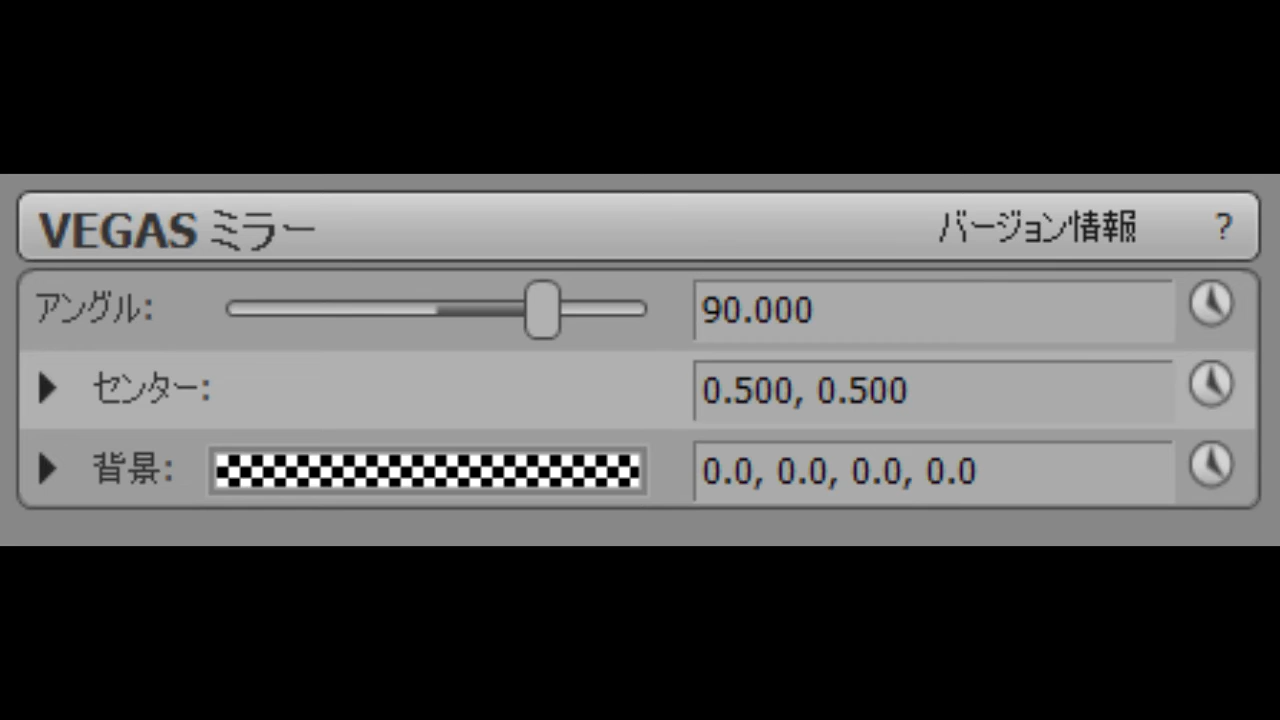 VEGAS ミラー バージョン情報 ?
アングル: 90.000
センター: 0.500, 0.500
背景: 0.0, 0.0, 0.0, 0.0